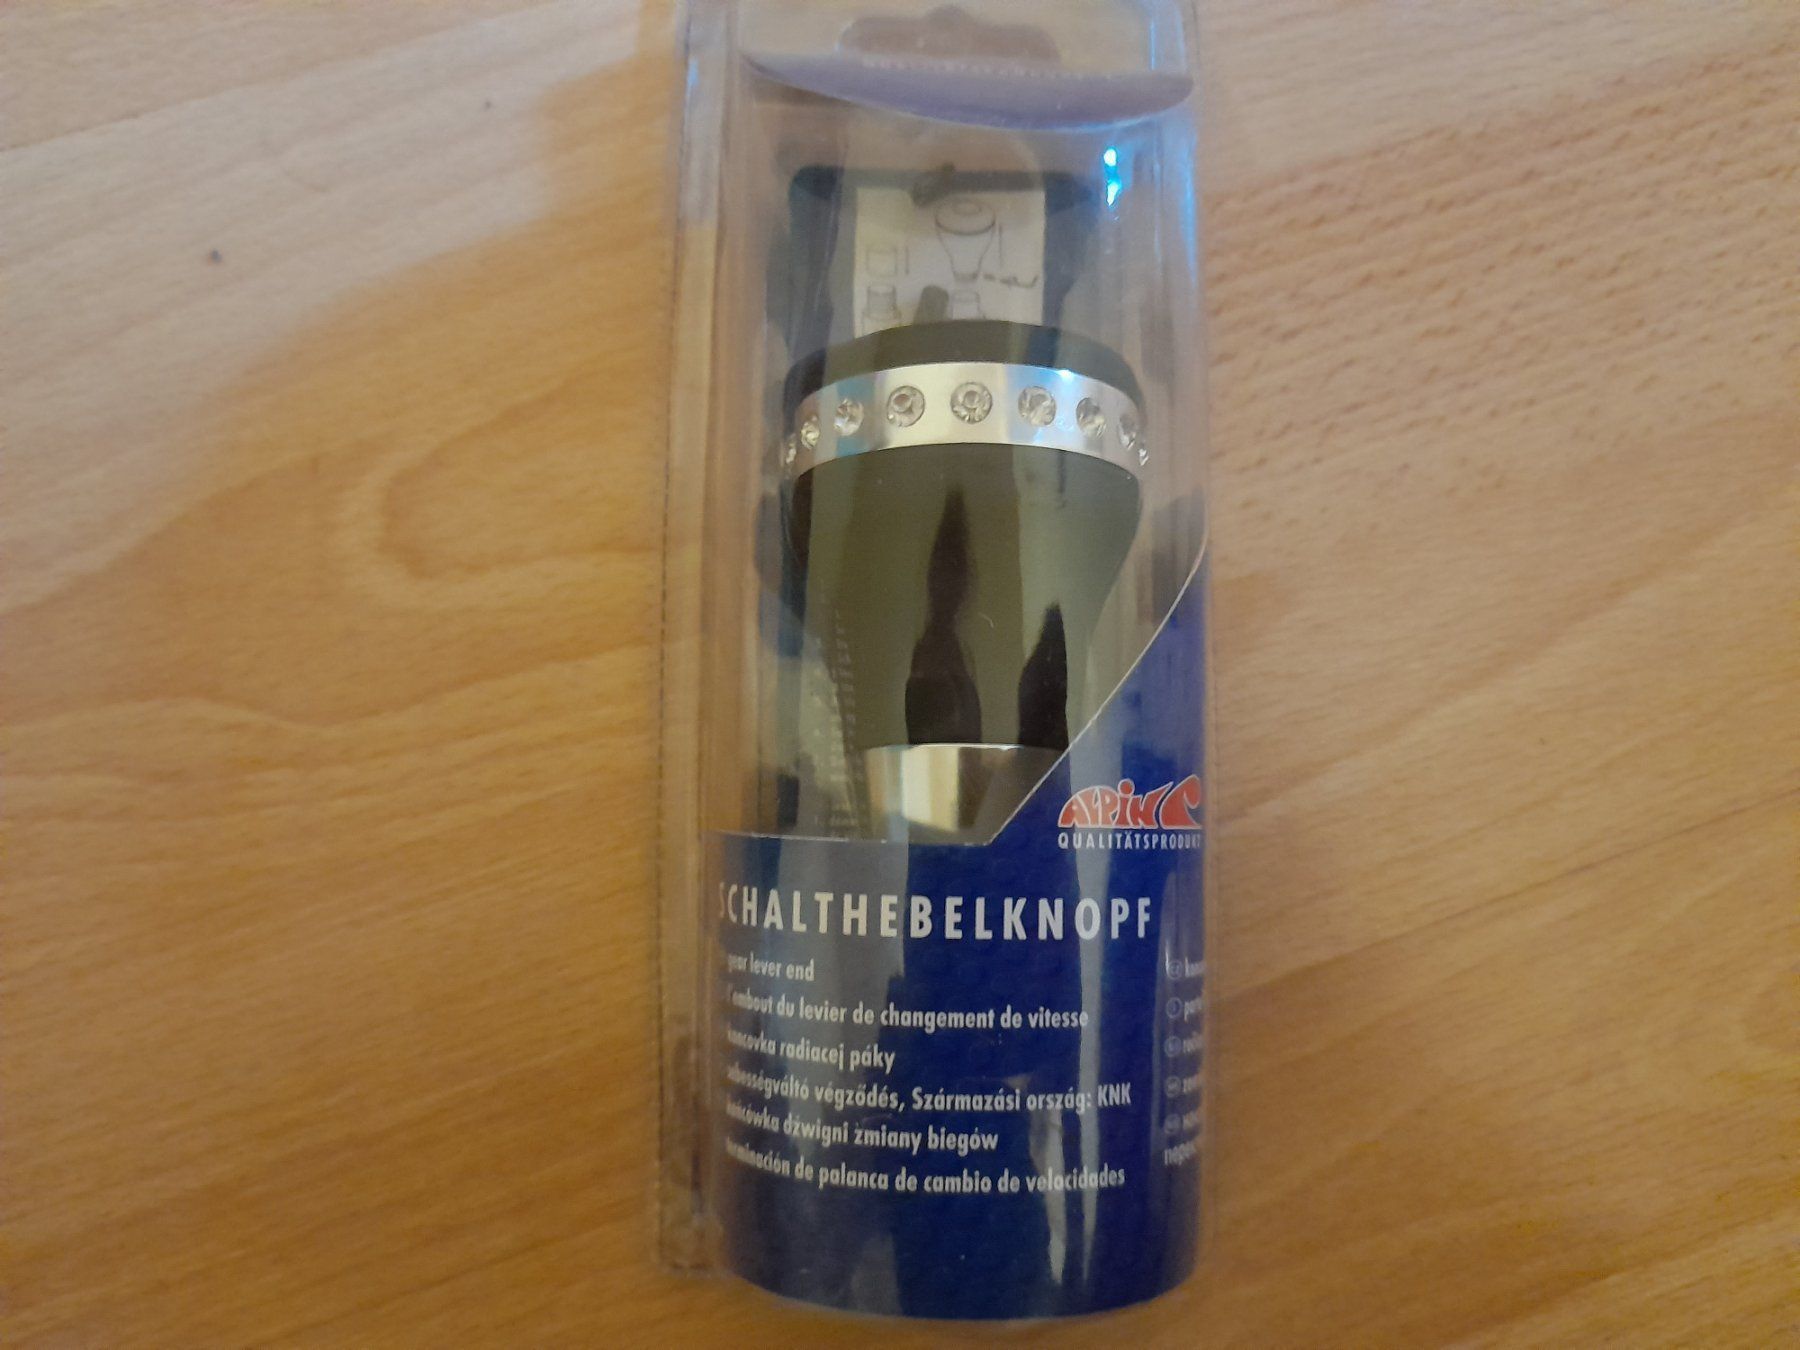 ALPIN
QUALITÄTSPRODUKT
SCHALTHEBELKNOPF
gear lever end
l'embout du levier de changement de vitesse
koncovka radiacej páky
sebességváltó végződés, Származási ország: KNK
końcówka dźwigni zmiany biegów
terminación de palanca de cambio de velocidades